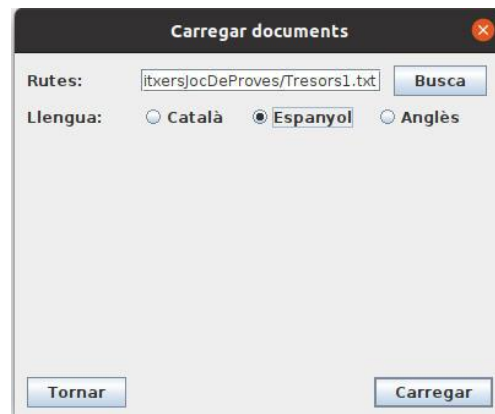 Carregar documents
Rutes: itxersJocDeProves/Tresors1.txt Busca
Llengua: Català Espanyol Anglès
Tornar Carregar